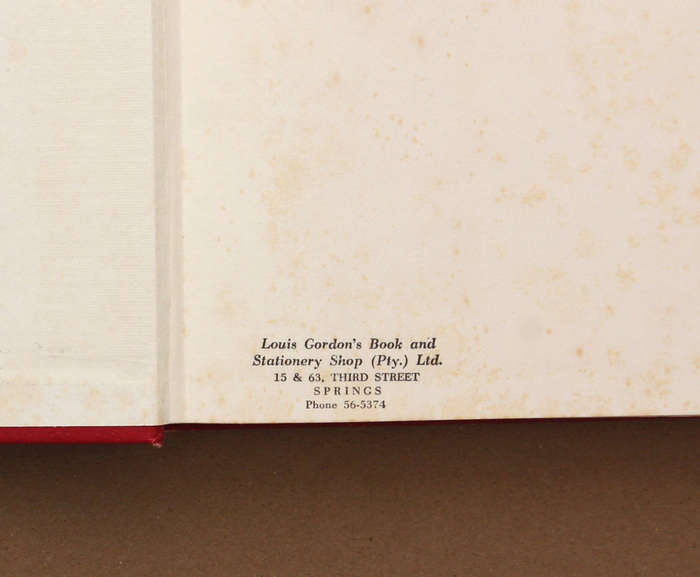 Louis Gordon's Book and
Stationery Shop (Pty.) Ltd.
15 & 63, THIRD STREET
SPRINGS
Phone 56-5374